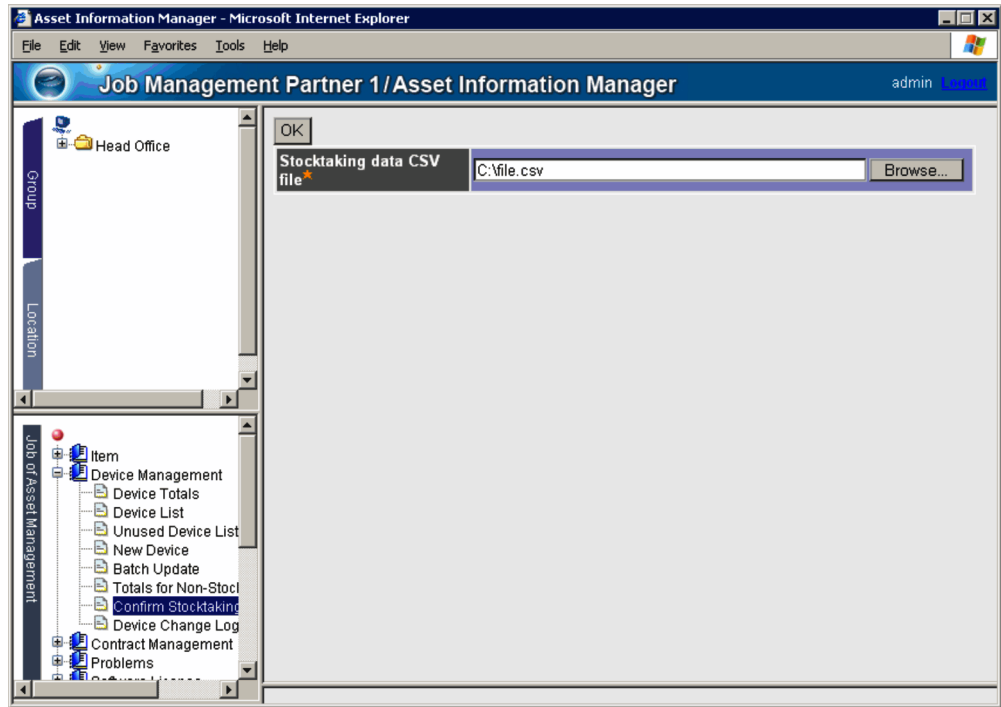 Asset Information Manager - Microsoft Internet Explorer
File Edit View Favorites Tools Help
Job Management Partner 1/Asset Information Manager admin Logout
Group
Location
Head Office
OK
Stocktaking data CSV
file*
C:\file.csv
Browse...
Job of Asset Management
Item
Device Management
Device Totals
Device List
Unused Device List
New Device
Batch Update
Totals for Non-Stocl
Confirm Stocktaking
Device Change Log
Contract Management
Problems